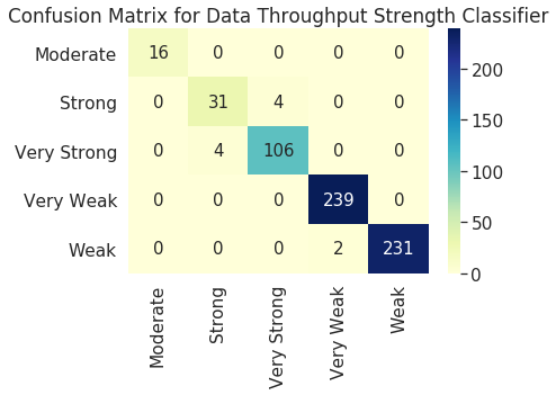 Confusion Matrix for Data Throughput Strength Classifier
Moderate 16 0 0 0 0
Strong 0 31 4 0 0
Very Strong 0 4 106 0 0
Very Weak 0 0 0 239 0
Weak 0 0 0 2 231
Moderate
Strong
Very Strong
Very Weak
Weak
200
150
100
50
0